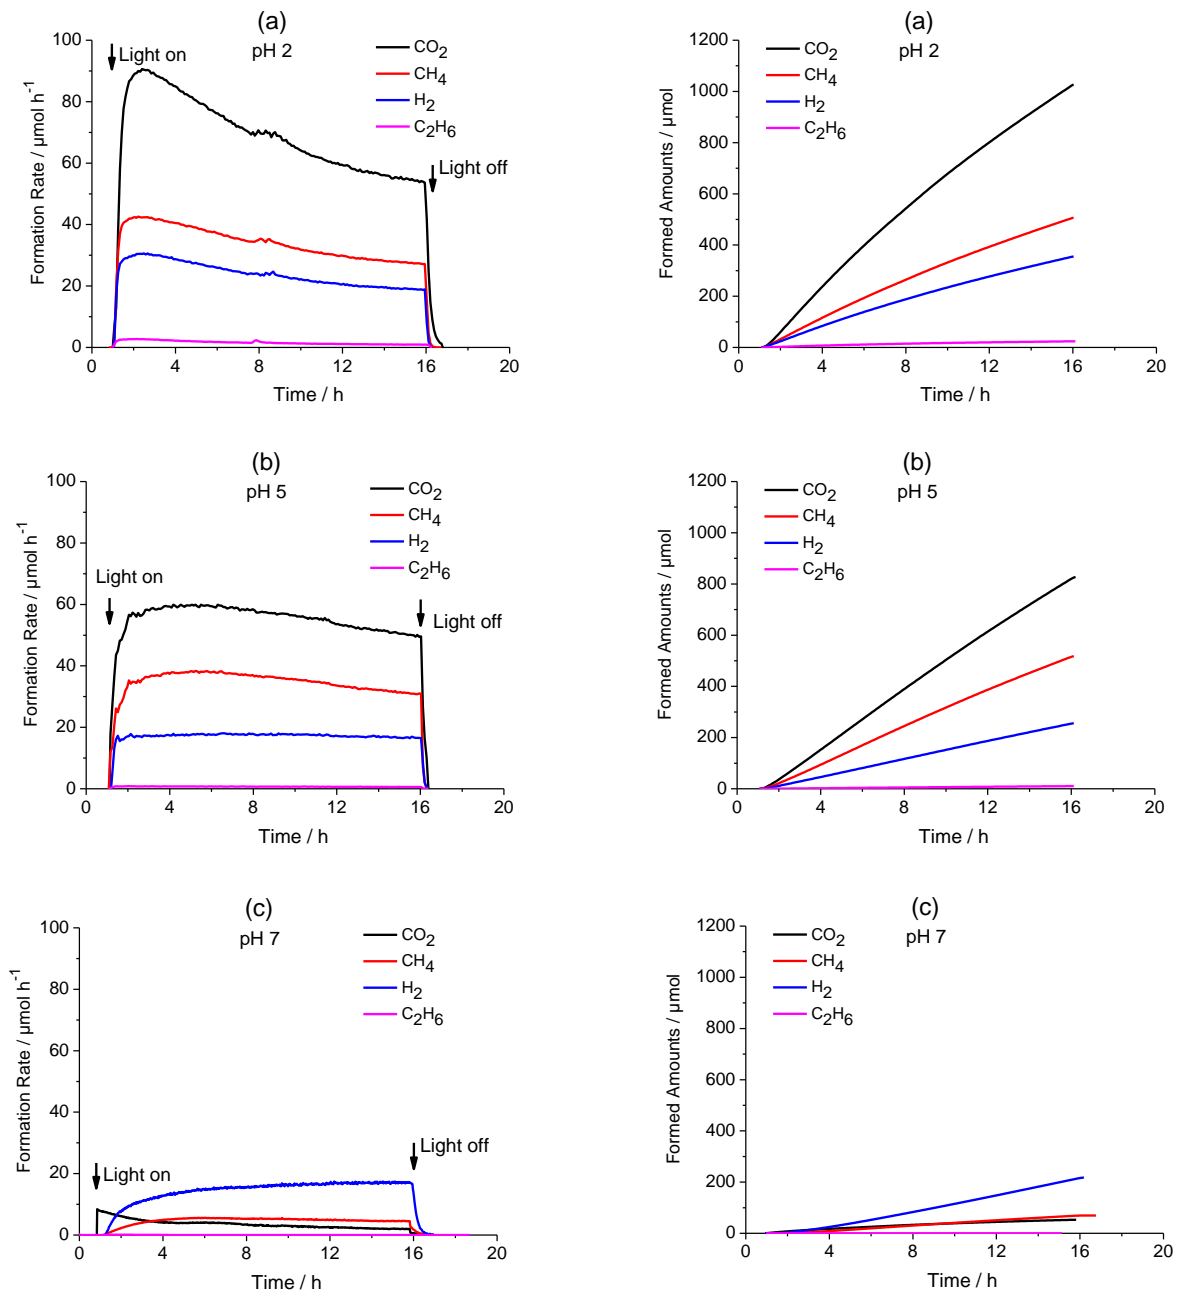 (a)
pH 2
Light on
CO2
CH4
H2
C2H6
Light off
100
80
60
40
20
0
Formation Rate / µmol h-1
0 4 8 12 16 20
Time / h
(a)
pH 2
CO2
CH4
H2
C2H6
1200
1000
800
600
400
200
0
Formed Amounts / µmol
0 4 8 12 16 20
Time / h
(b)
pH 5
CO2
CH4
H2
C2H6
Light on
Light off
100
80
60
40
20
0
Formation Rate / µmol h-1
0 4 8 12 16 20
Time / h
(b)
pH 5
CO2
CH4
H2
C2H6
1200
1000
800
600
400
200
0
Formed Amounts / µmol
0 4 8 12 16 20
Time / h
(c)
pH 7
CO2
CH4
H2
C2H6
Light on
Light off
100
80
60
40
20
0
Formation Rate / µmol h-1
0 4 8 12 16 20
Time / h
(c)
pH 7
CO2
CH4
H2
C2H6
1200
1000
800
600
400
200
0
Formed Amounts / µmol
0 4 8 12 16 20
Time / h